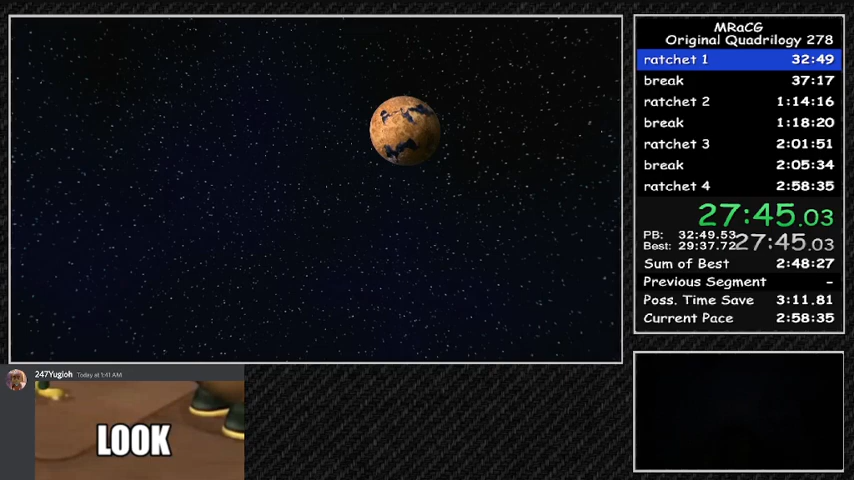 MRaCG
Original Quadrilogy 278
ratchet 1 32:49
break 37:17
ratchet 2 1:14:16
break 1:18:20
ratchet 3 2:01:51
break 2:05:34
ratchet 4 2:58:35
27:45.03
PB: 32:49.53
Best: 29:37.72 27:45.03
Sum of Best 2:48:27
Previous Segment -
Poss. Time Save 3:11.81
Current Pace 2:58:35
247Yugioh Today at 1:41 AM
LOOK